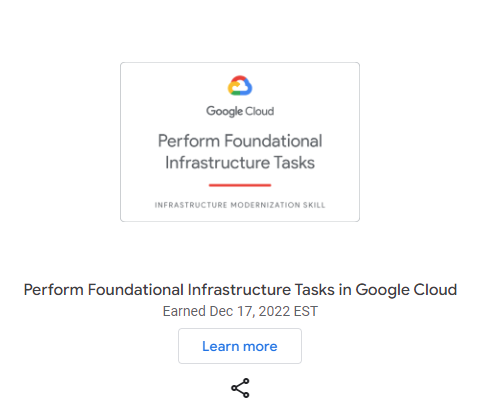 Google Cloud
Perform Foundational
Infrastructure Tasks
INFRASTRUCTURE MODERNIZATION SKILL
Perform Foundational Infrastructure Tasks in Google Cloud
Earned Dec 17, 2022 EST
Learn more